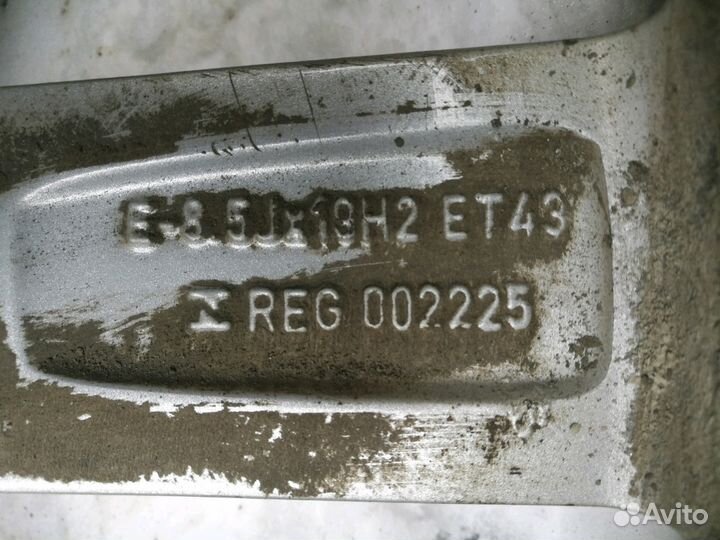 E-8.5Jx19H2 ET43
REG 002225
Avito